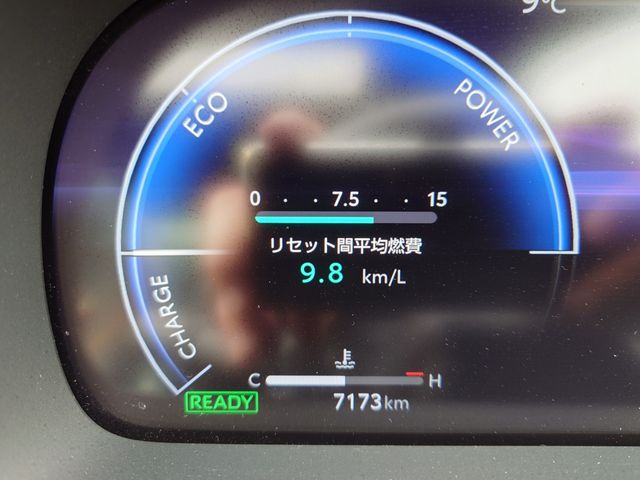 9℃
ECO
POWER
0 · · 7.5 · · 15
リセット間平均燃費
9.8 km/L
CHARGE
C H
READY
7173km